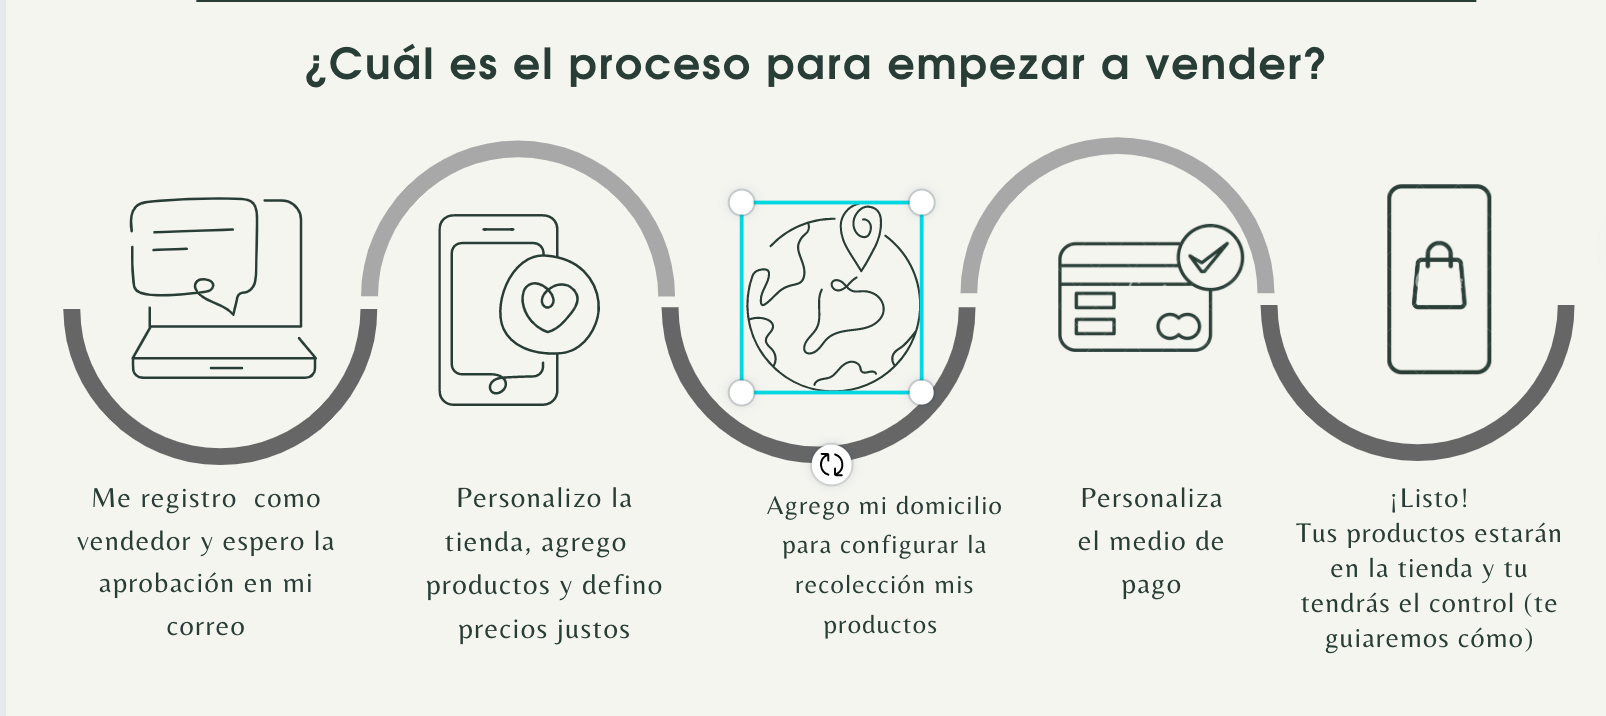 ¿Cuál es el proceso para empezar a vender?
Me registro como
vendedor y espero la
aprobación en mi
correo
Personalizo la
tienda, agrego
productos y defino
precios justos
Agrego mi domicilio
para configurar la
recolección mis
productos
Personaliza
el medio de
pago
¡Listo!
Tus productos estarán
en la tienda y tu
tendrás el control (te
guiaremos cómo)